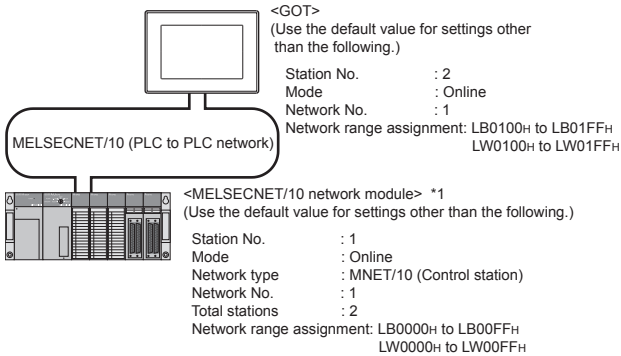 <GOT>
(Use the default value for settings other
than the following.)
Station No. : 2
Mode : Online
Network No. : 1
Network range assignment: LB0100H to LB01FFH
LW0100H to LW01FFH
MELSECNET/10 (PLC to PLC network)
<MELSECNET/10 network module> *1
(Use the default value for settings other than the following.)
Station No. : 1
Mode : Online
Network type : MNET/10 (Control station)
Network No. : 1
Total stations : 2
Network range assignment: LB0000H to LB00FFH
LW0000H to LW00FFH